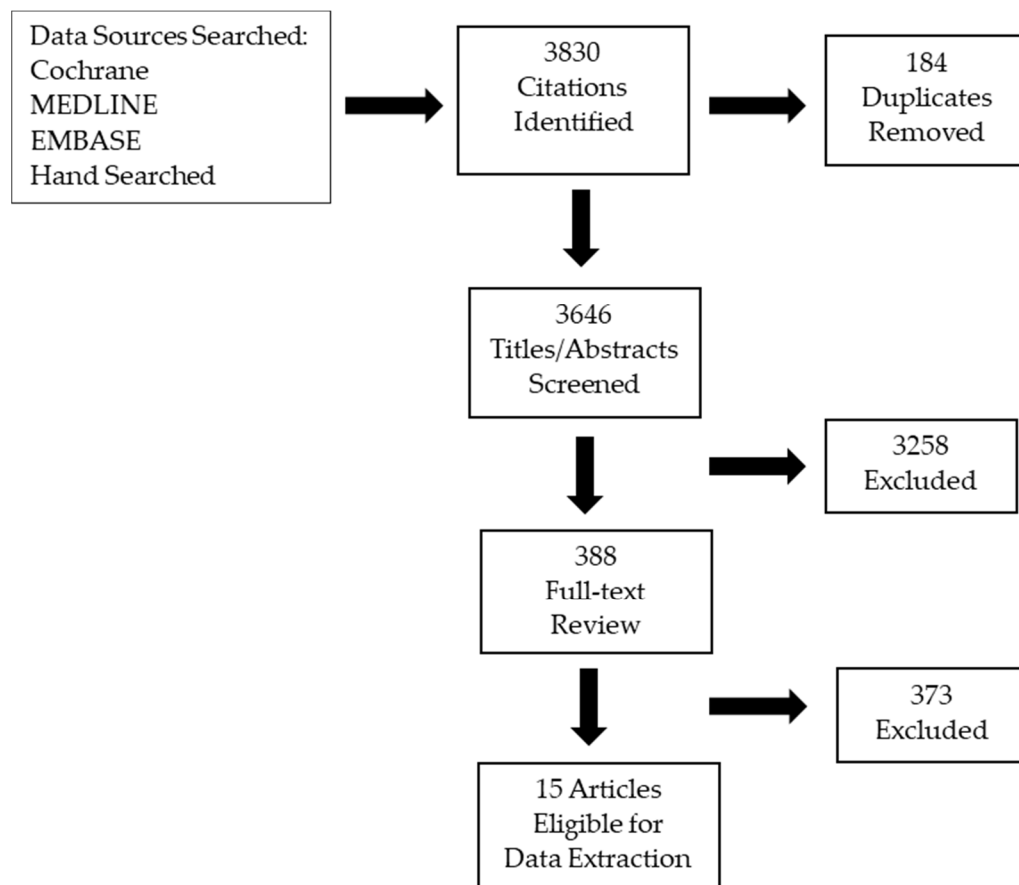 Data Sources Searched:
Cochrane
MEDLINE
EMBASE
Hand Searched
3830
Citations
Identified
184
Duplicates
Removed
3646
Titles/Abstracts
Screened
3258
Excluded
388
Full-text
Review
373
Excluded
15 Articles
Eligible for
Data Extraction